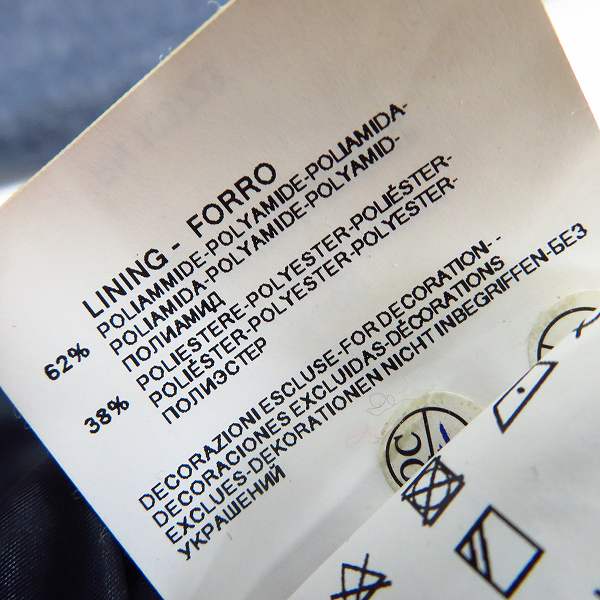 LINING - FORRO
62% POLIAMMIDE-POLYAMIDE-POLIAMIDA-
POLIAMIDA-POLYAMIDE-POLYAMID-
ПОЛИАМИД
38% POLIESTERE-POLYESTER-POLIÉSTER-
POLIÉSTER-POLYESTER-POLYESTER-
ПОЛИЭСТЕР
DECORAZIONI ESCLUSE-FOR DECORATION--
DECORACIONES EXCLUIDAS-DÉCORATIONS
EXCLUES-DEKORATIONEN NICHT INBEGRIFFEN-БЕЗ
УКРАШЕНИЙ